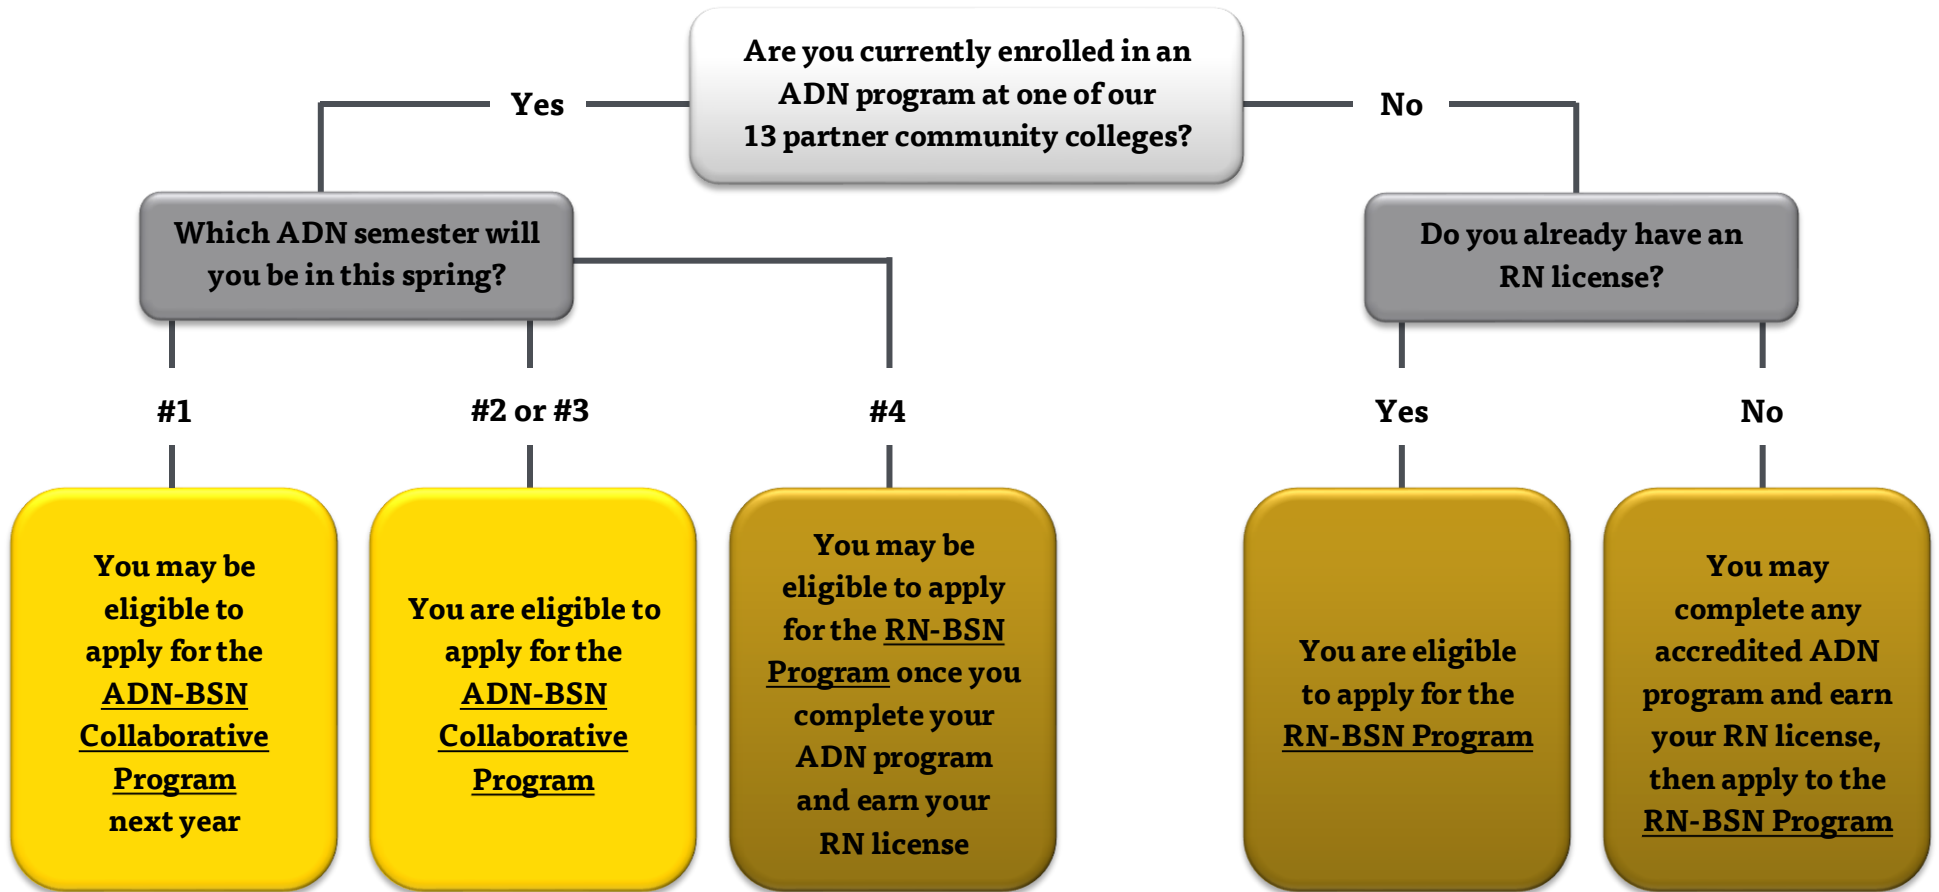 Are you currently enrolled in an
ADN program at one of our
13 partner community colleges?
Yes
No
Which ADN semester will
you be in this spring?
Do you already have an
RN license?
#1
#2 or #3
#4
Yes
No
You may be
eligible to
apply for the
ADN-BSN
Collaborative
Program
next year
You are eligible to
apply for the
ADN-BSN
Collaborative
Program
You may be
eligible to apply
for the RN-BSN
Program once you
complete your
ADN program
and earn your
RN license
You are eligible
to apply for the
RN-BSN Program
You may
complete any
accredited ADN
program and earn
your RN license,
then apply to the
RN-BSN Program